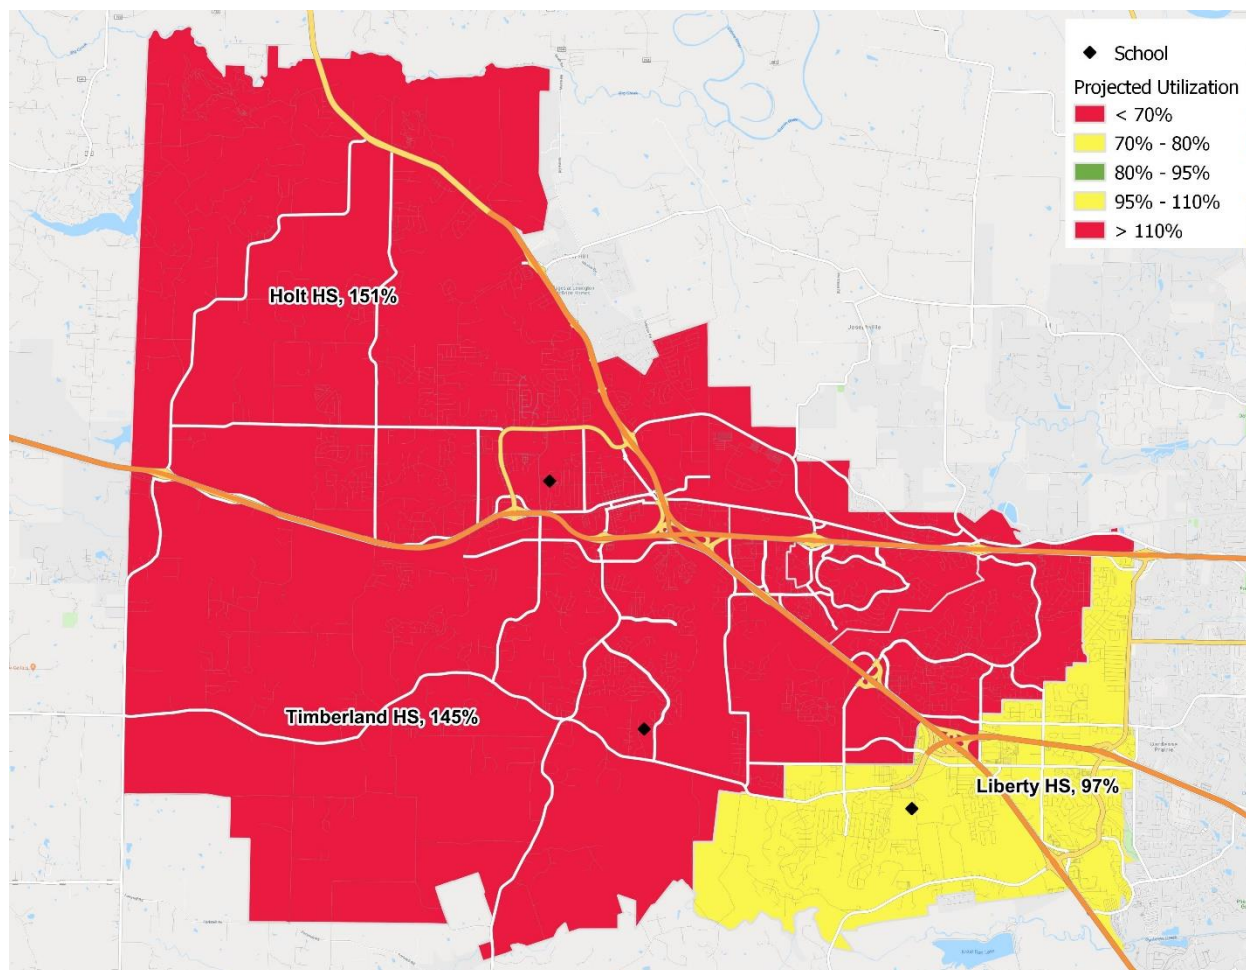 School
Projected Utilization
< 70%
70% - 80%
80% - 95%
95% - 110%
> 110%
Holt HS, 151%
Timberland HS, 145%
Liberty HS, 97%